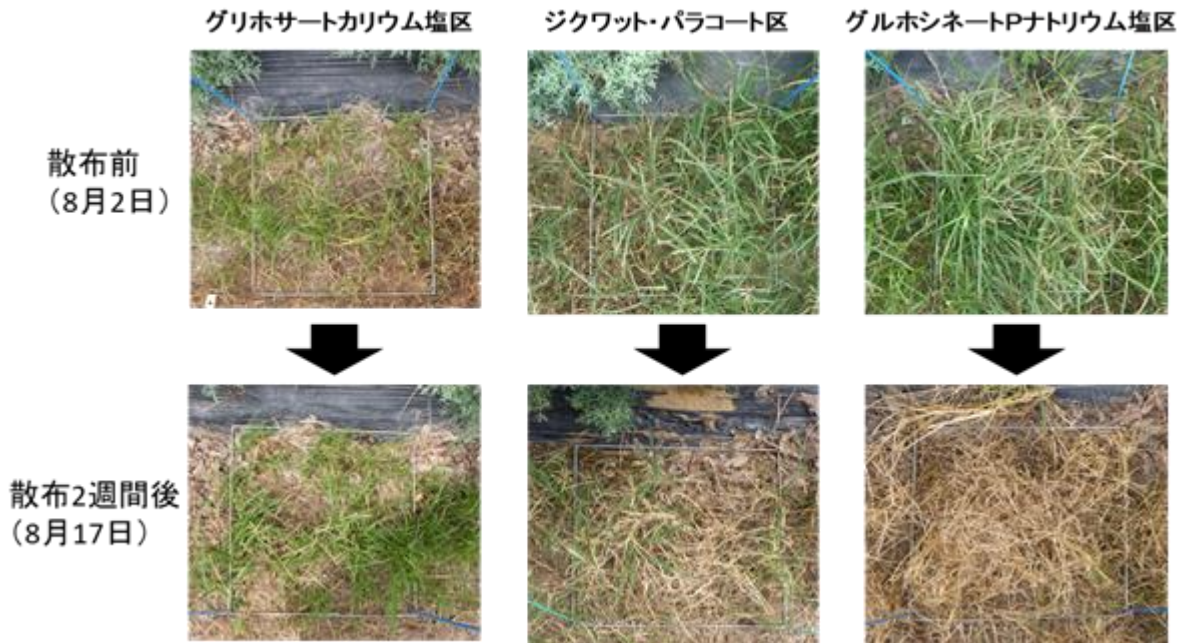 グリホサートカリウム塩区
ジクワット・パラコート区
グルホシネートPナトリウム塩区
散布前
（8月2日）
散布2週間後
（8月17日）